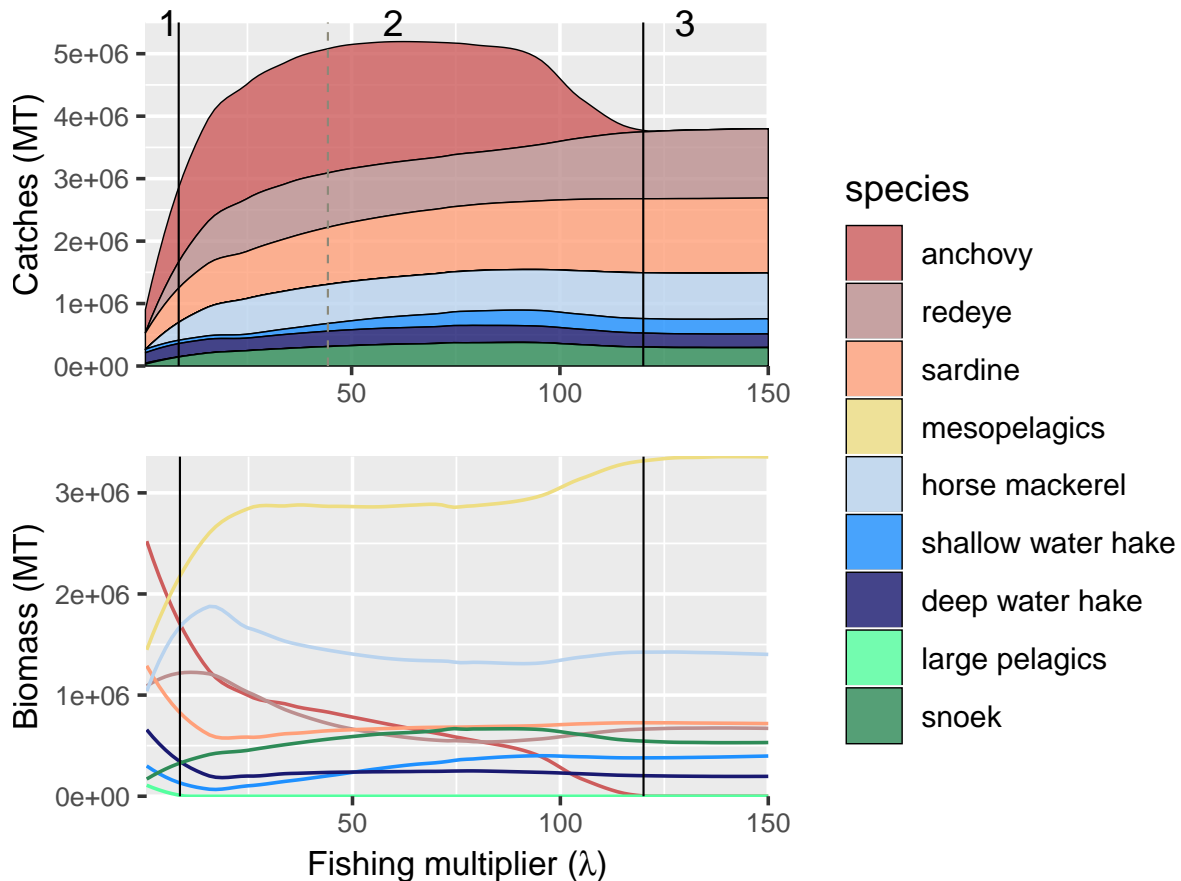 1 2 3
Catches (MT)
5e+06
4e+06
3e+06
2e+06
1e+06
0e+00
50 100 150
Biomass (MT)
3e+06
2e+06
1e+06
0e+00
50 100 150
Fishing multiplier (λ)
species
anchovy
redeye
sardine
mesopelagics
horse mackerel
shallow water hake
deep water hake
large pelagics
snoek